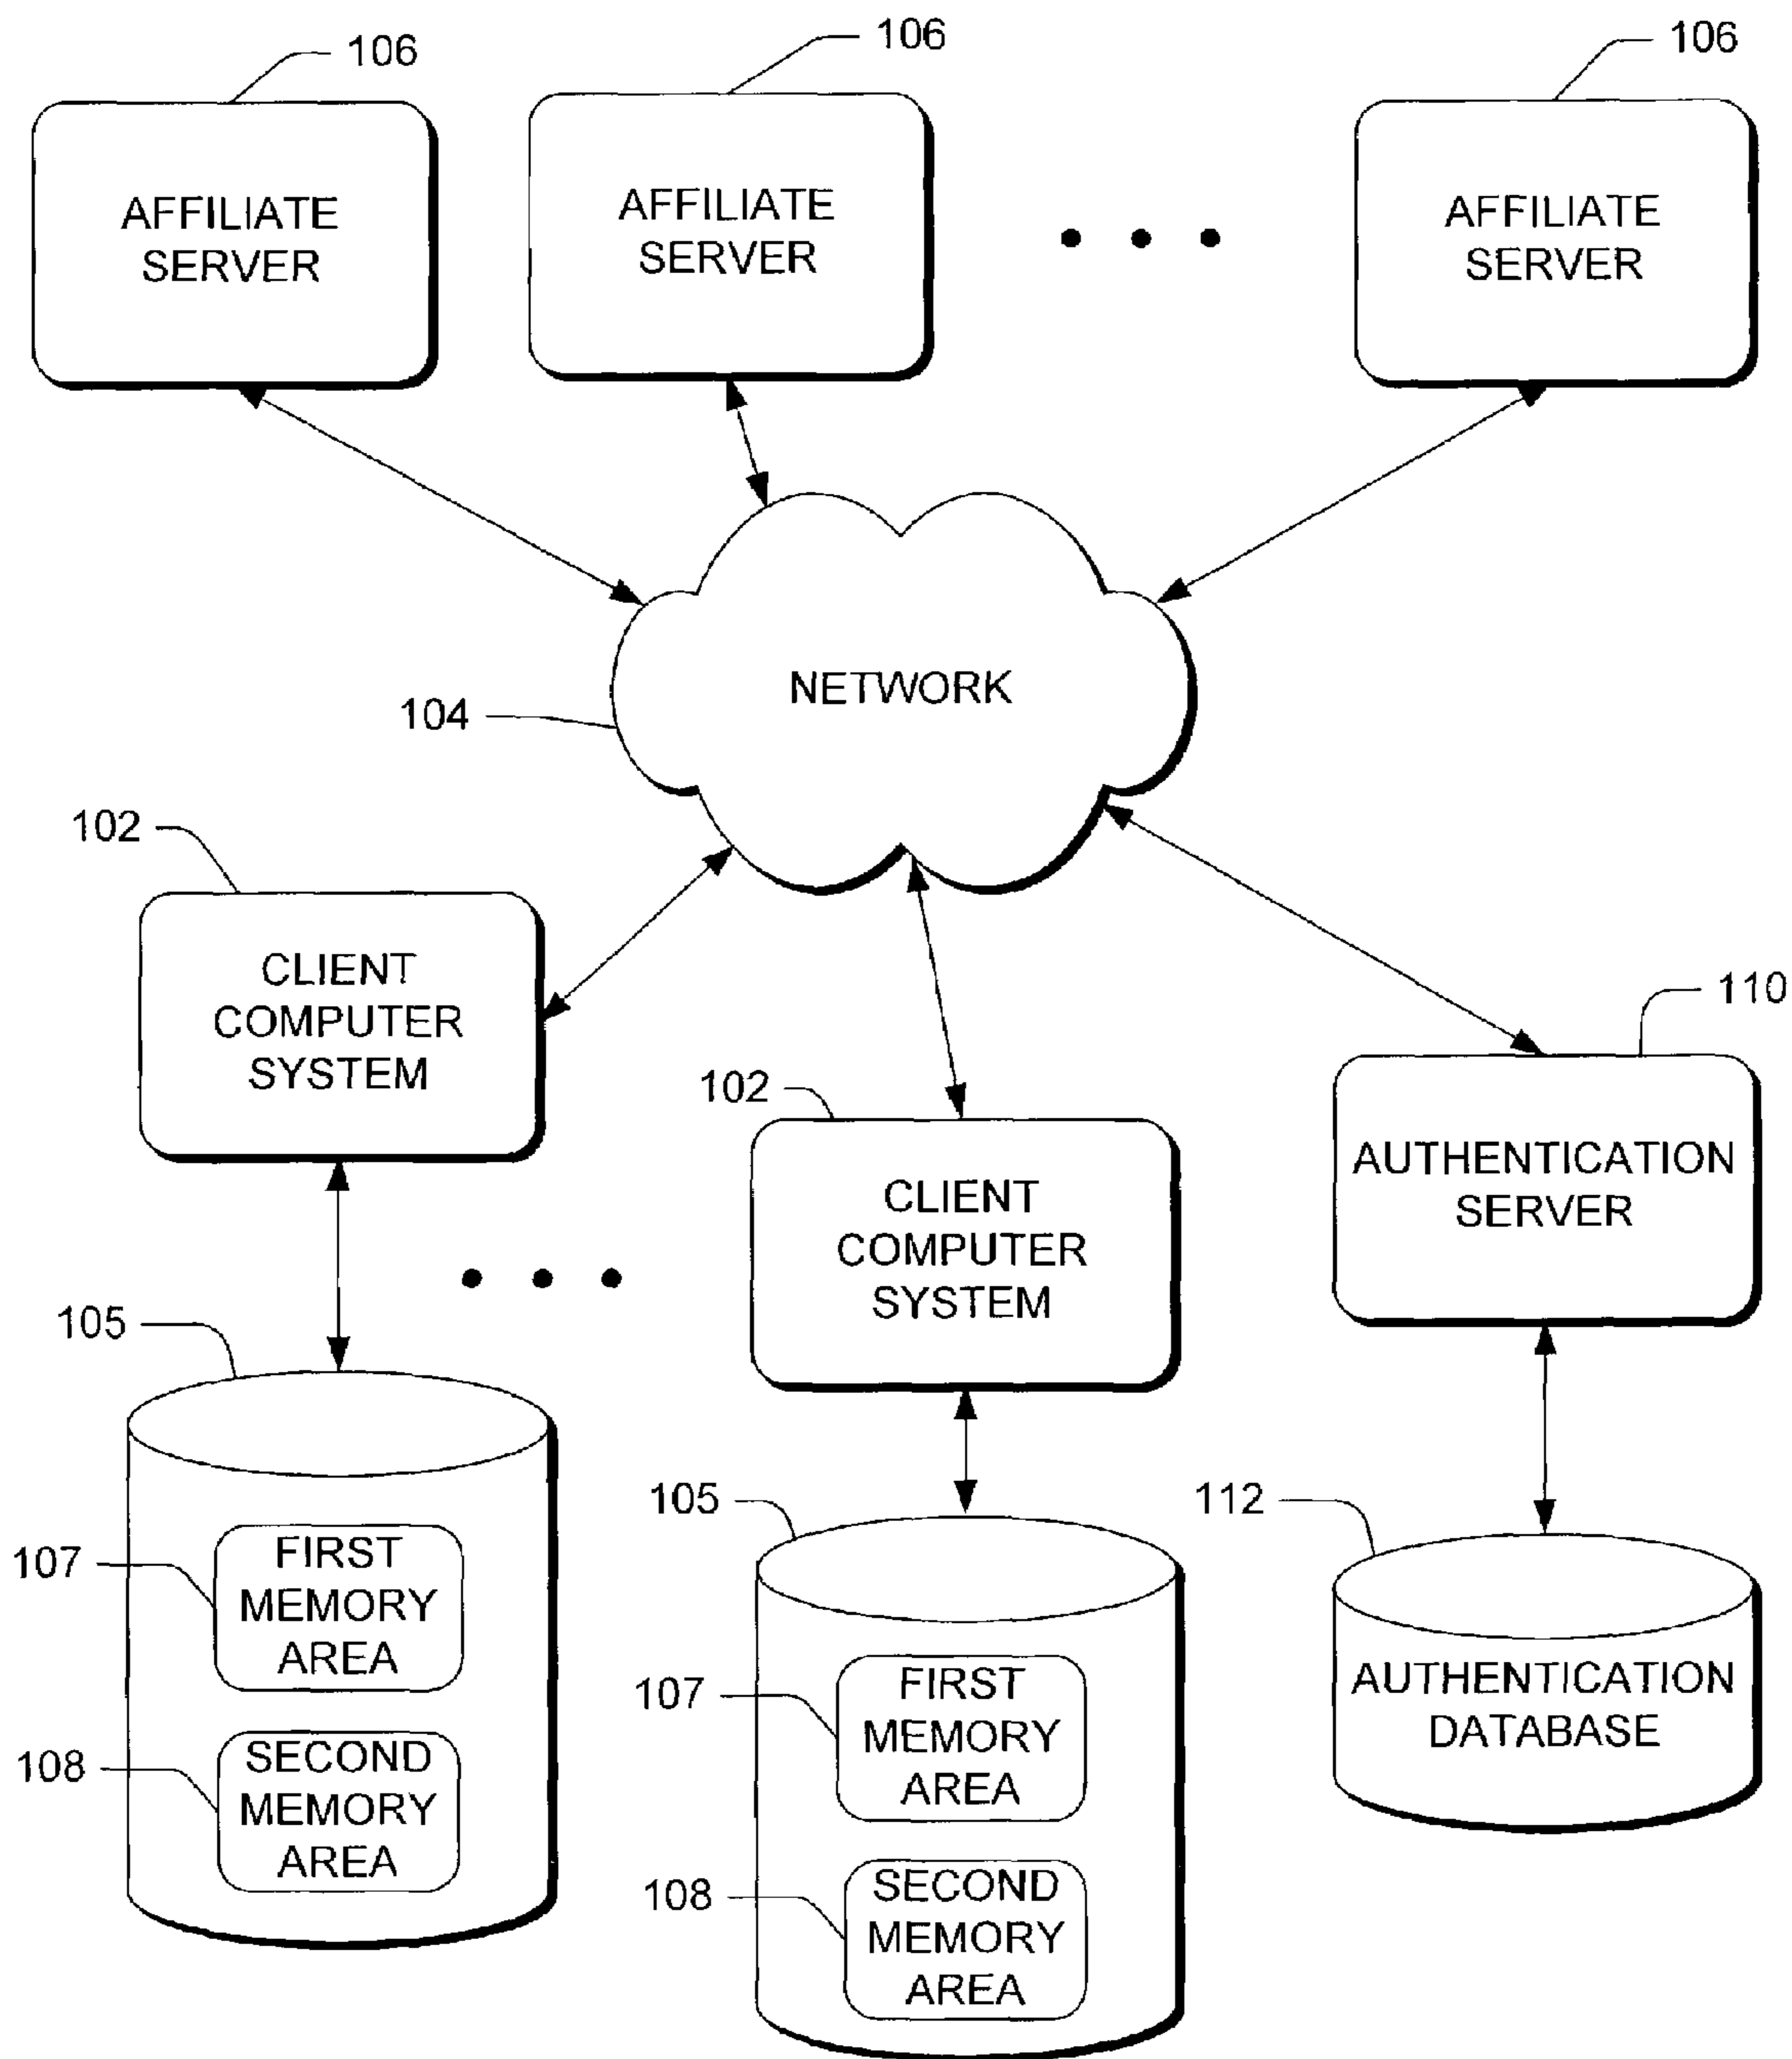 106
106
106
AFFILIATE
SERVER
AFFILIATE
SERVER
AFFILIATE
SERVER
NETWORK
104
102
CLIENT
COMPUTER
SYSTEM
102
CLIENT
COMPUTER
SYSTEM
110
AUTHENTICATION
SERVER
105
107
FIRST
MEMORY
AREA
108
SECOND
MEMORY
AREA
105
107
FIRST
MEMORY
AREA
108
SECOND
MEMORY
AREA
112
AUTHENTICATION
DATABASE